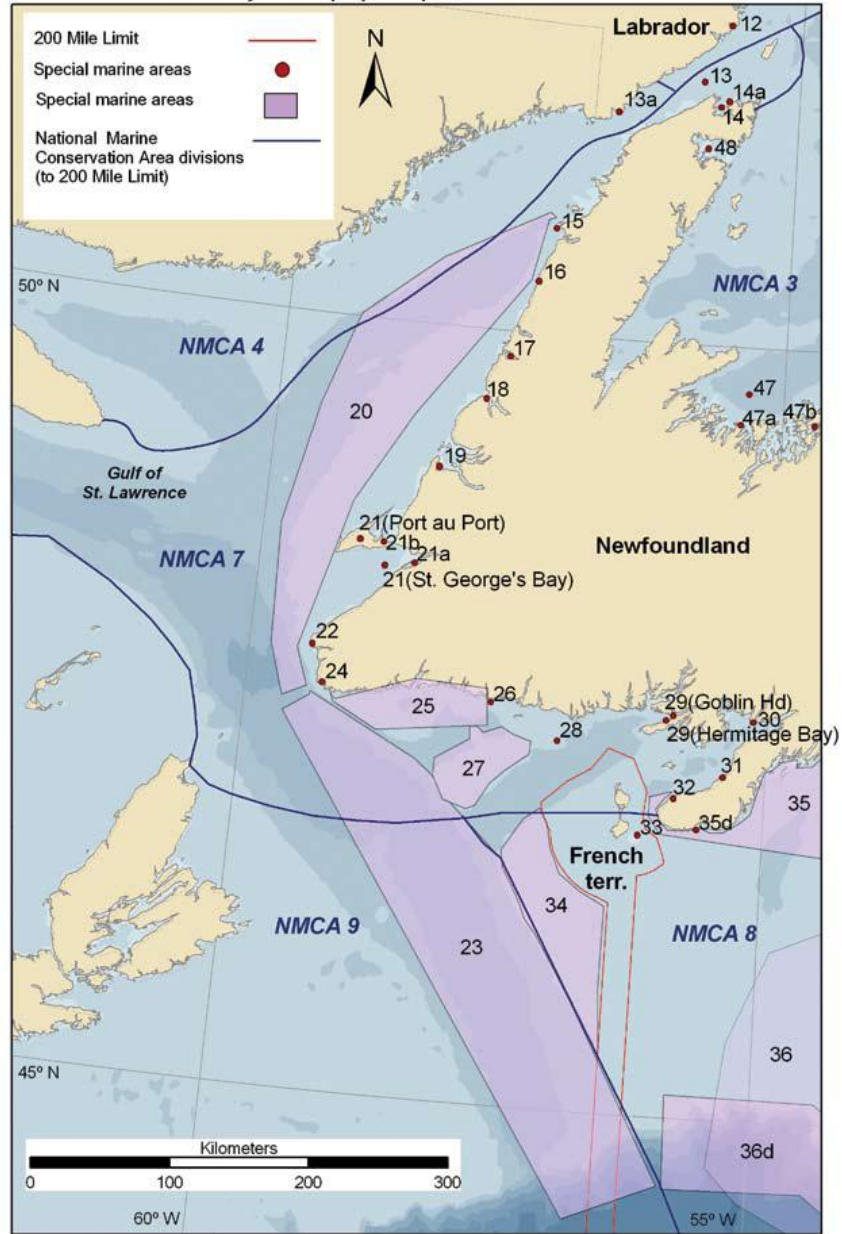 200 Mile Limit
Special marine areas
Special marine areas
National Marine
Conservation Area divisions
(to 200 Mile Limit)
N
Labrador
12
13
13a
14a
14
48
15
16
50° N
NMCA 3
NMCA 4
17
18
47
47a
47b
20
19
Gulf of
St. Lawrence
21(Port au Port)
21b
21a
21(St. George's Bay)
Newfoundland
NMCA 7
22
24
25
26
29(Goblin Hd)
30
29(Hermitage Bay)
28
27
31
32
35
33
35d
French
terr.
34
NMCA 9
23
NMCA 8
36
45° N
36d
Kilometers
0
100
200
300
60° W
55° W